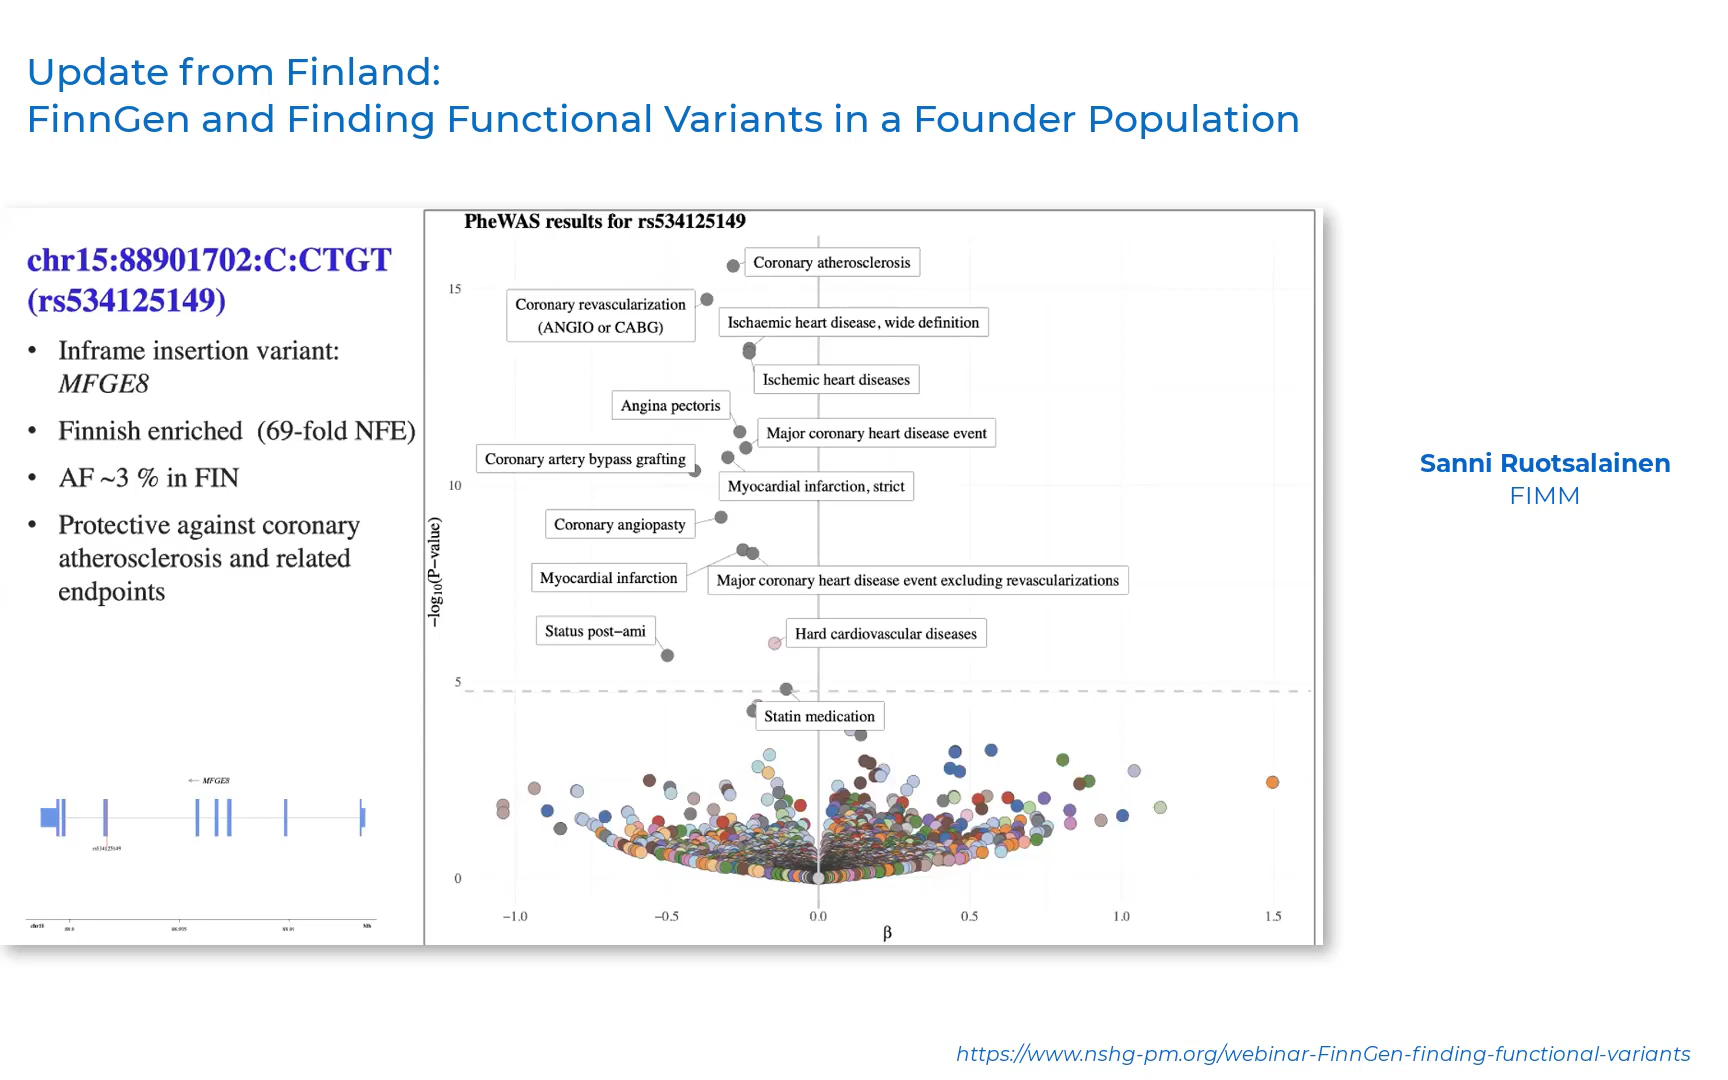 Update from Finland:
FinnGen and Finding Functional Variants in a Founder Population
chr15:88901702:C:CTGT
(rs534125149)
• Inframe insertion variant:
MFGE8
• Finnish enriched (69-fold NFE)
• AF ~3 % in FIN
• Protective against coronary
atherosclerosis and related
endpoints
← MFGE8
rs534125149
chr15
PheWAS results for rs534125149
Coronary atherosclerosis
15
Coronary revascularization
(ANGIO or CABG)
Ischaemic heart disease, wide definition
Ischemic heart diseases
Angina pectoris
Major coronary heart disease event
Coronary artery bypass grafting
Myocardial infarction, strict
10
Coronary angiopasty
−log10(P−value)
Myocardial infarction
Major coronary heart disease event excluding revascularizations
Status post−ami
Hard cardiovascular diseases
5
Statin medication
0
−1.0 −0.5 0.0 0.5 1.0 1.5
β
Sanni Ruotsalainen
FIMM
https://www.nshg-pm.org/webinar-FinnGen-finding-functional-variants